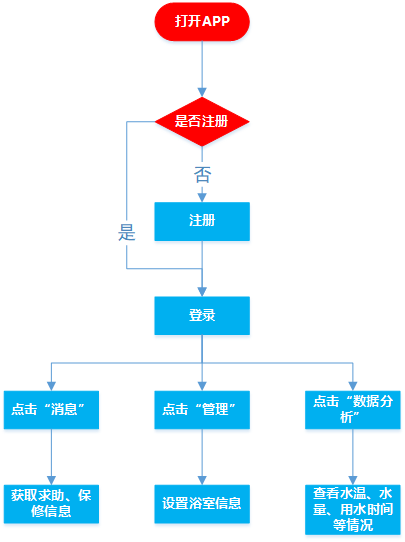 打开APP
是否注册
否
注册
是
登录
点击“消息”
点击“管理”
点击“数据分
析”
获取求助、保
修信息
设置浴室信息
查看水温、水
量、用水时间
等情况